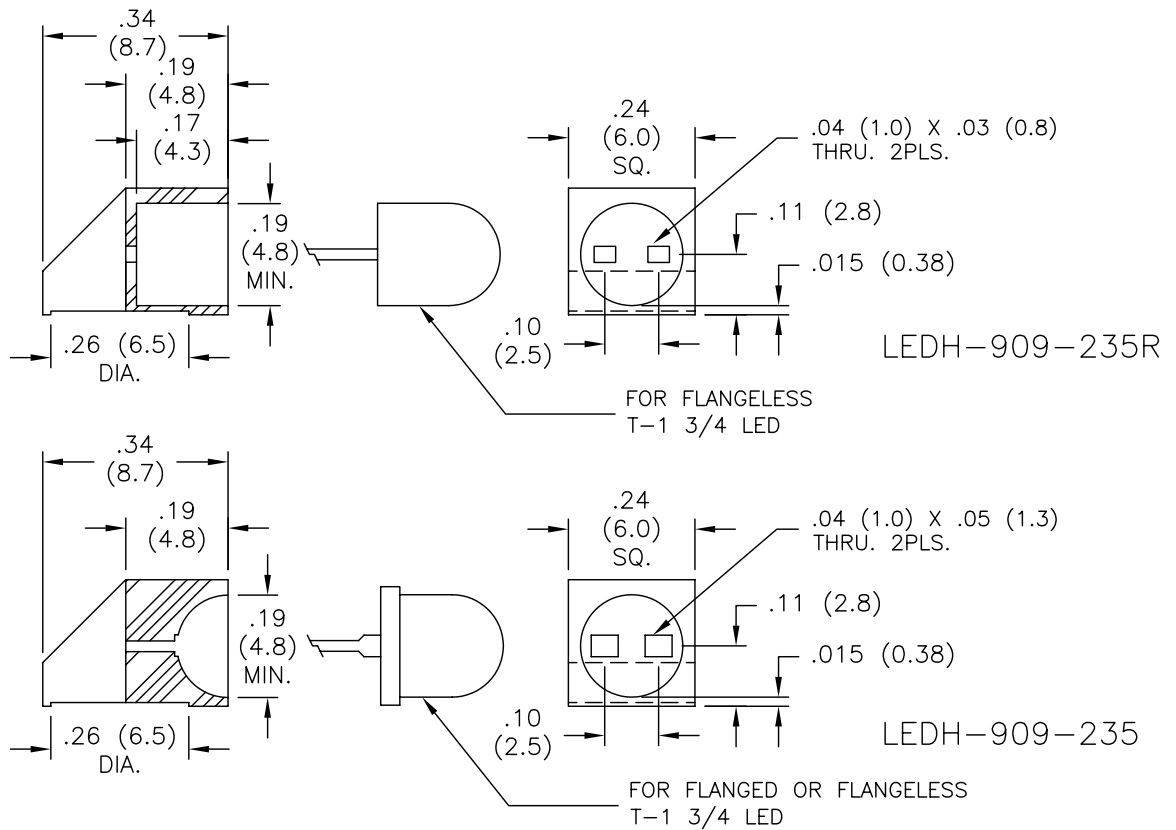 .34
(8.7)
.19
(4.8)
.17
(4.3)
.19
(4.8)
MIN.
.26 (6.5)
DIA.
.24
(6.0)
SQ.
.04 (1.0) X .03 (0.8)
THRU. 2PLS.
.11 (2.8)
.015 (0.38)
.10
(2.5)
LEDH-909-235R
FOR FLANGELESS
T-1 3/4 LED
.34
(8.7)
.19
(4.8)
.19
(4.8)
MIN.
.26 (6.5)
DIA.
.24
(6.0)
SQ.
.04 (1.0) X .05 (1.3)
THRU. 2PLS.
.11 (2.8)
.015 (0.38)
.10
(2.5)
LEDH-909-235
FOR FLANGED OR FLANGELESS
T-1 3/4 LED